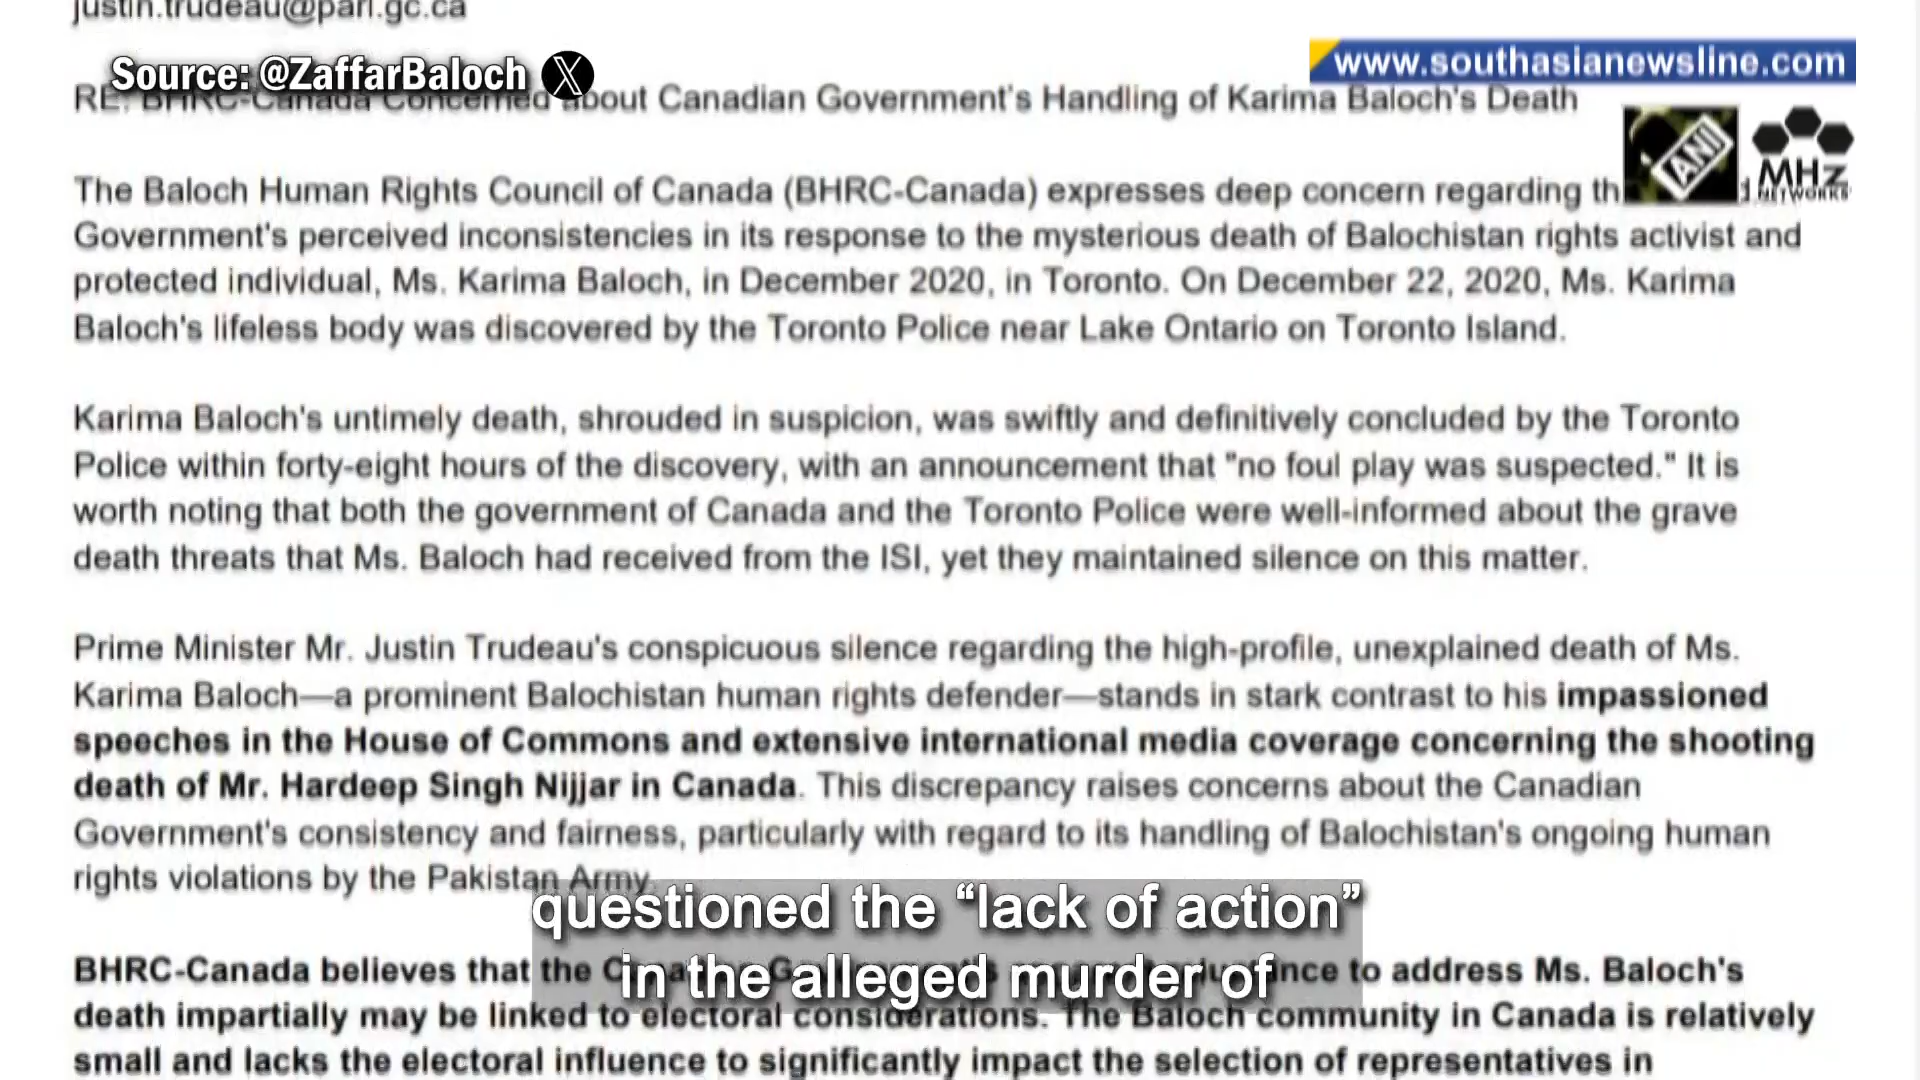 justin.trudeau@parl.gc.ca
Source: @ZaffarBaloch X
www.southasianewsline.com
RE: BHRC-Canada Concerned about Canadian Government's Handling of Karima Baloch's Death
ANI
MHz
NETWORKS
The Baloch Human Rights Council of Canada (BHRC-Canada) expresses deep concern regarding
Government's perceived inconsistencies in its response to the mysterious death of Balochistan rights activist and
protected individual, Ms. Karima Baloch, in December 2020, in Toronto. On December 22, 2020, Ms. Karima
Baloch's lifeless body was discovered by the Toronto Police near Lake Ontario on Toronto Island.
Karima Baloch's untimely death, shrouded in suspicion, was swiftly and definitively concluded by the Toronto
Police within forty-eight hours of the discovery, with an announcement that "no foul play was suspected." It is
worth noting that both the government of Canada and the Toronto Police were well-informed about the grave
death threats that Ms. Baloch had received from the ISI, yet they maintained silence on this matter.
Prime Minister Mr. Justin Trudeau's conspicuous silence regarding the high-profile, unexplained death of Ms.
Karima Baloch—a prominent Balochistan human rights defender—stands in stark contrast to his impassioned
speeches in the House of Commons and extensive international media coverage concerning the shooting
death of Mr. Hardeep Singh Nijjar in Canada. This discrepancy raises concerns about the Canadian
Government's consistency and fairness, particularly with regard to its handling of Balochistan's ongoing human
rights violations by the Pakistan Army.
questioned the “lack of action”
in the alleged murder of
BHRC-Canada believes that the to address Ms. Baloch's
death impartially may be linked to electoral considerations. The Baloch community in Canada is relatively
small and lacks the electoral influence to significantly impact the selection of representatives in